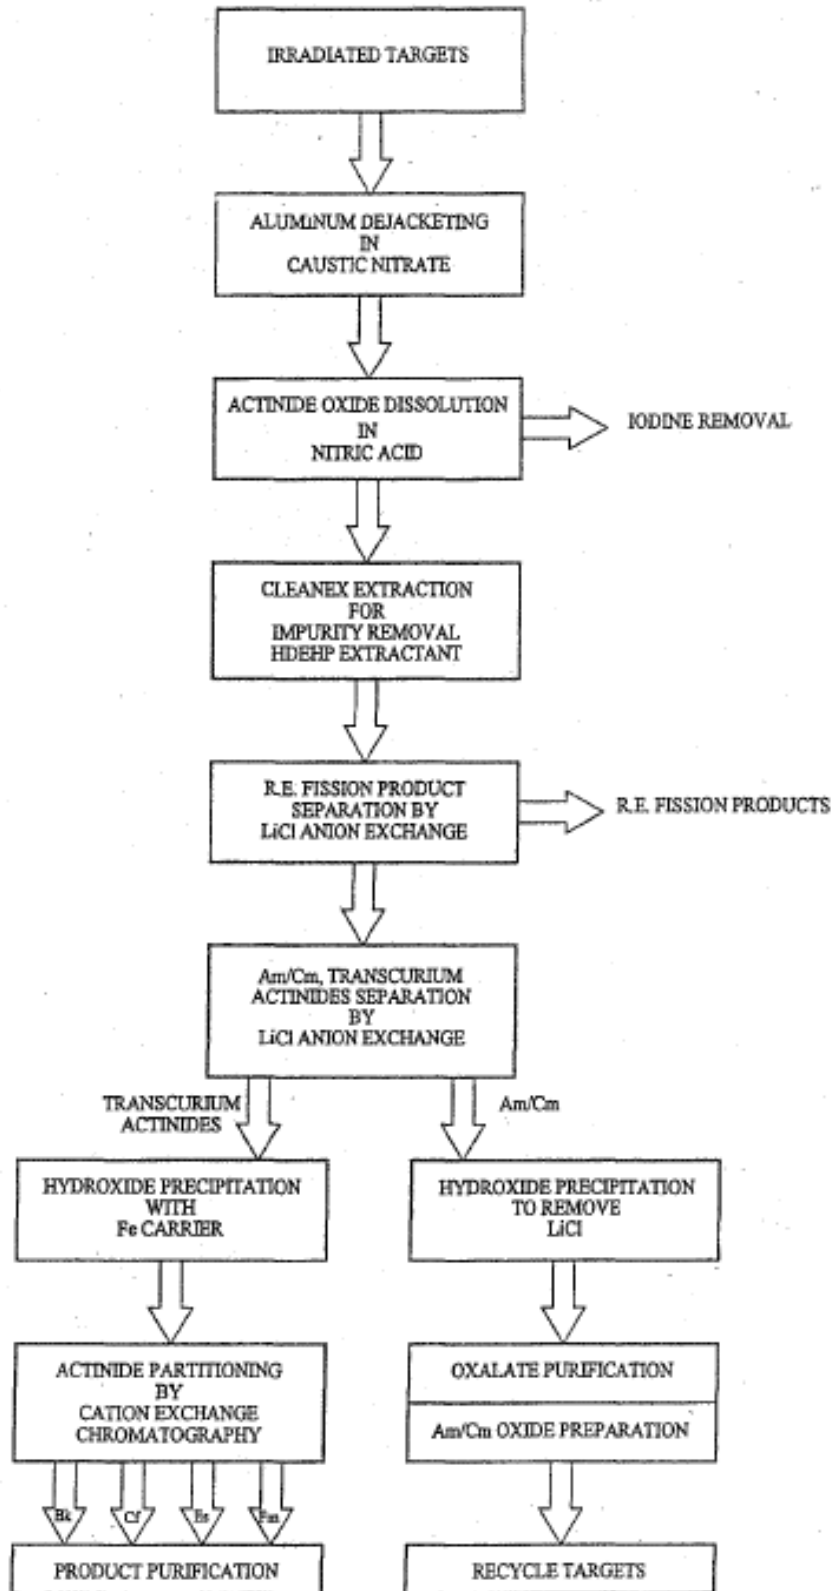 IRRADIATED TARGETS
ALUMINUM DEJACKETING
IN
CAUSTIC NITRATE
ACTINIDE OXIDE DISSOLUTION
IN
NITRIC ACID
IODINE REMOVAL
CLEANEX EXTRACTION
FOR
IMPURITY REMOVAL
HDEHP EXTRACTANT
R.E. FISSION PRODUCT
SEPARATION BY
LiCl ANION EXCHANGE
R.E. FISSION PRODUCTS
Am/Cm, TRANSCURIUM
ACTINIDES SEPARATION
BY
LiCl ANION EXCHANGE
TRANSCURIUM
ACTINIDES
Am/Cm
HYDROXIDE PRECIPITATION
WITH
Fe CARRIER
HYDROXIDE PRECIPITATION
TO REMOVE
LiCl
ACTINIDE PARTITIONING
BY
CATION EXCHANGE
CHROMATOGRAPHY
OXALATE PURIFICATION
Am/Cm OXIDE PREPARATION
Bk
Cf
Es
Fm
PRODUCT PURIFICATION
RECYCLE TARGETS